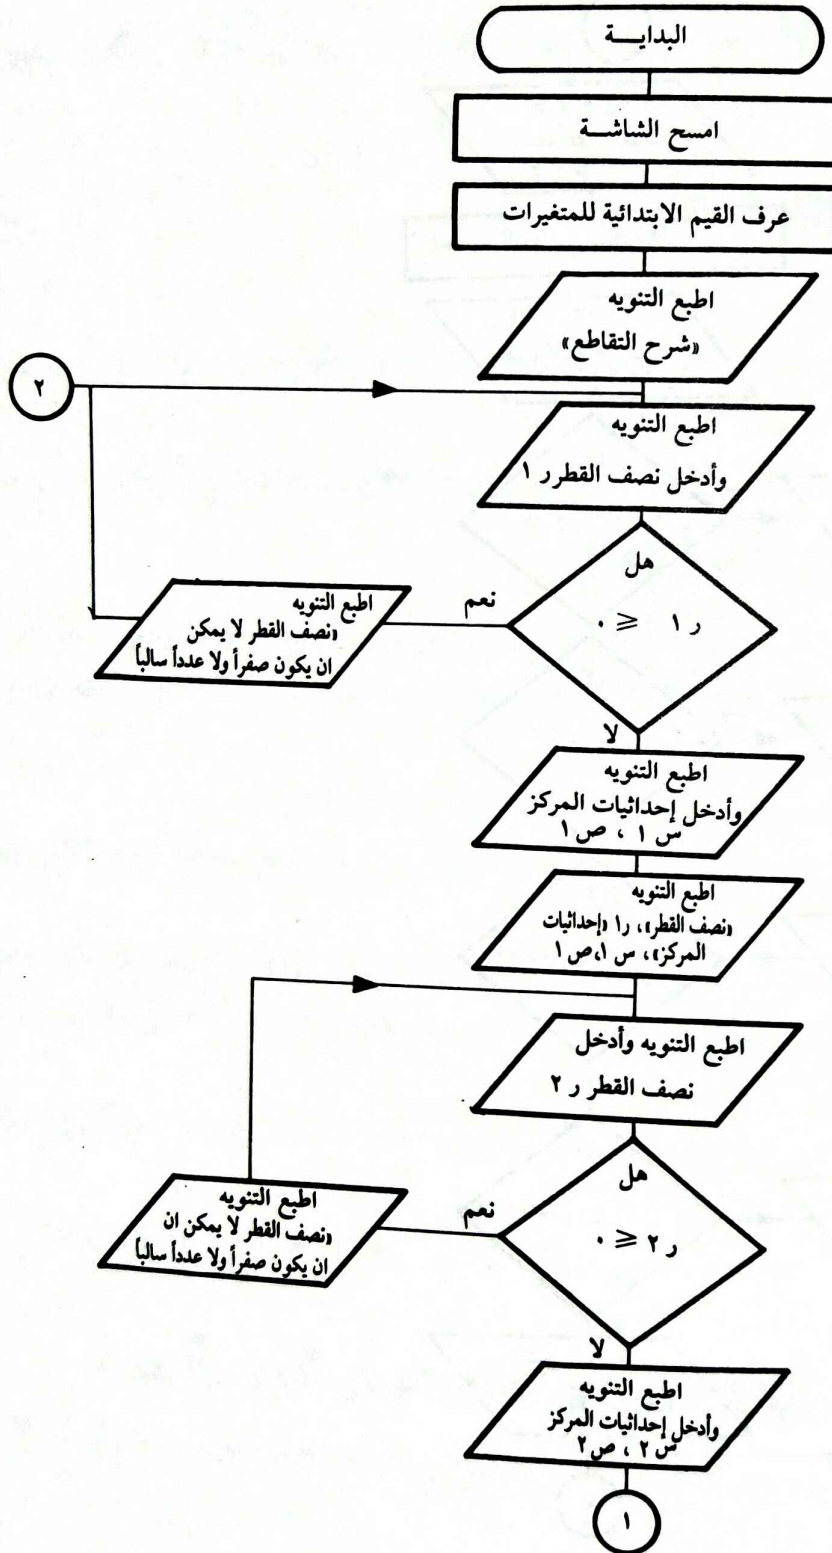 البدايـــة
امسح الشاشـــة
عرف القيم الابتدائية للمتغيرات
اطبع التنويه
«شرح التقاطع»
٢
اطبع التنويه
وأدخل نصف القطر ر ١
هل
ر ١ ⩾ ٠
نعم
اطبع التنويه
«نصف القطر لا يمكن
ان يكون صفراً ولا عدداً سالباً
لا
اطبع التنويه
وأدخل إحداثيات المركز
س ١ ، ص ١
اطبع التنويه
«نصف القطر»، ر١ «إحداثيات
المركز»، س ١، ص ١
اطبع التنويه وأدخل
نصف القطر ر ٢
هل
ر ٢ ⩾ ٠
نعم
اطبع التنويه
«نصف القطر لا يمكن ان
ان يكون صفراً ولا عدداً سالباً
لا
اطبع التنويه
وأدخل إحداثيات المركز
س ٢ ، ص ٢
١